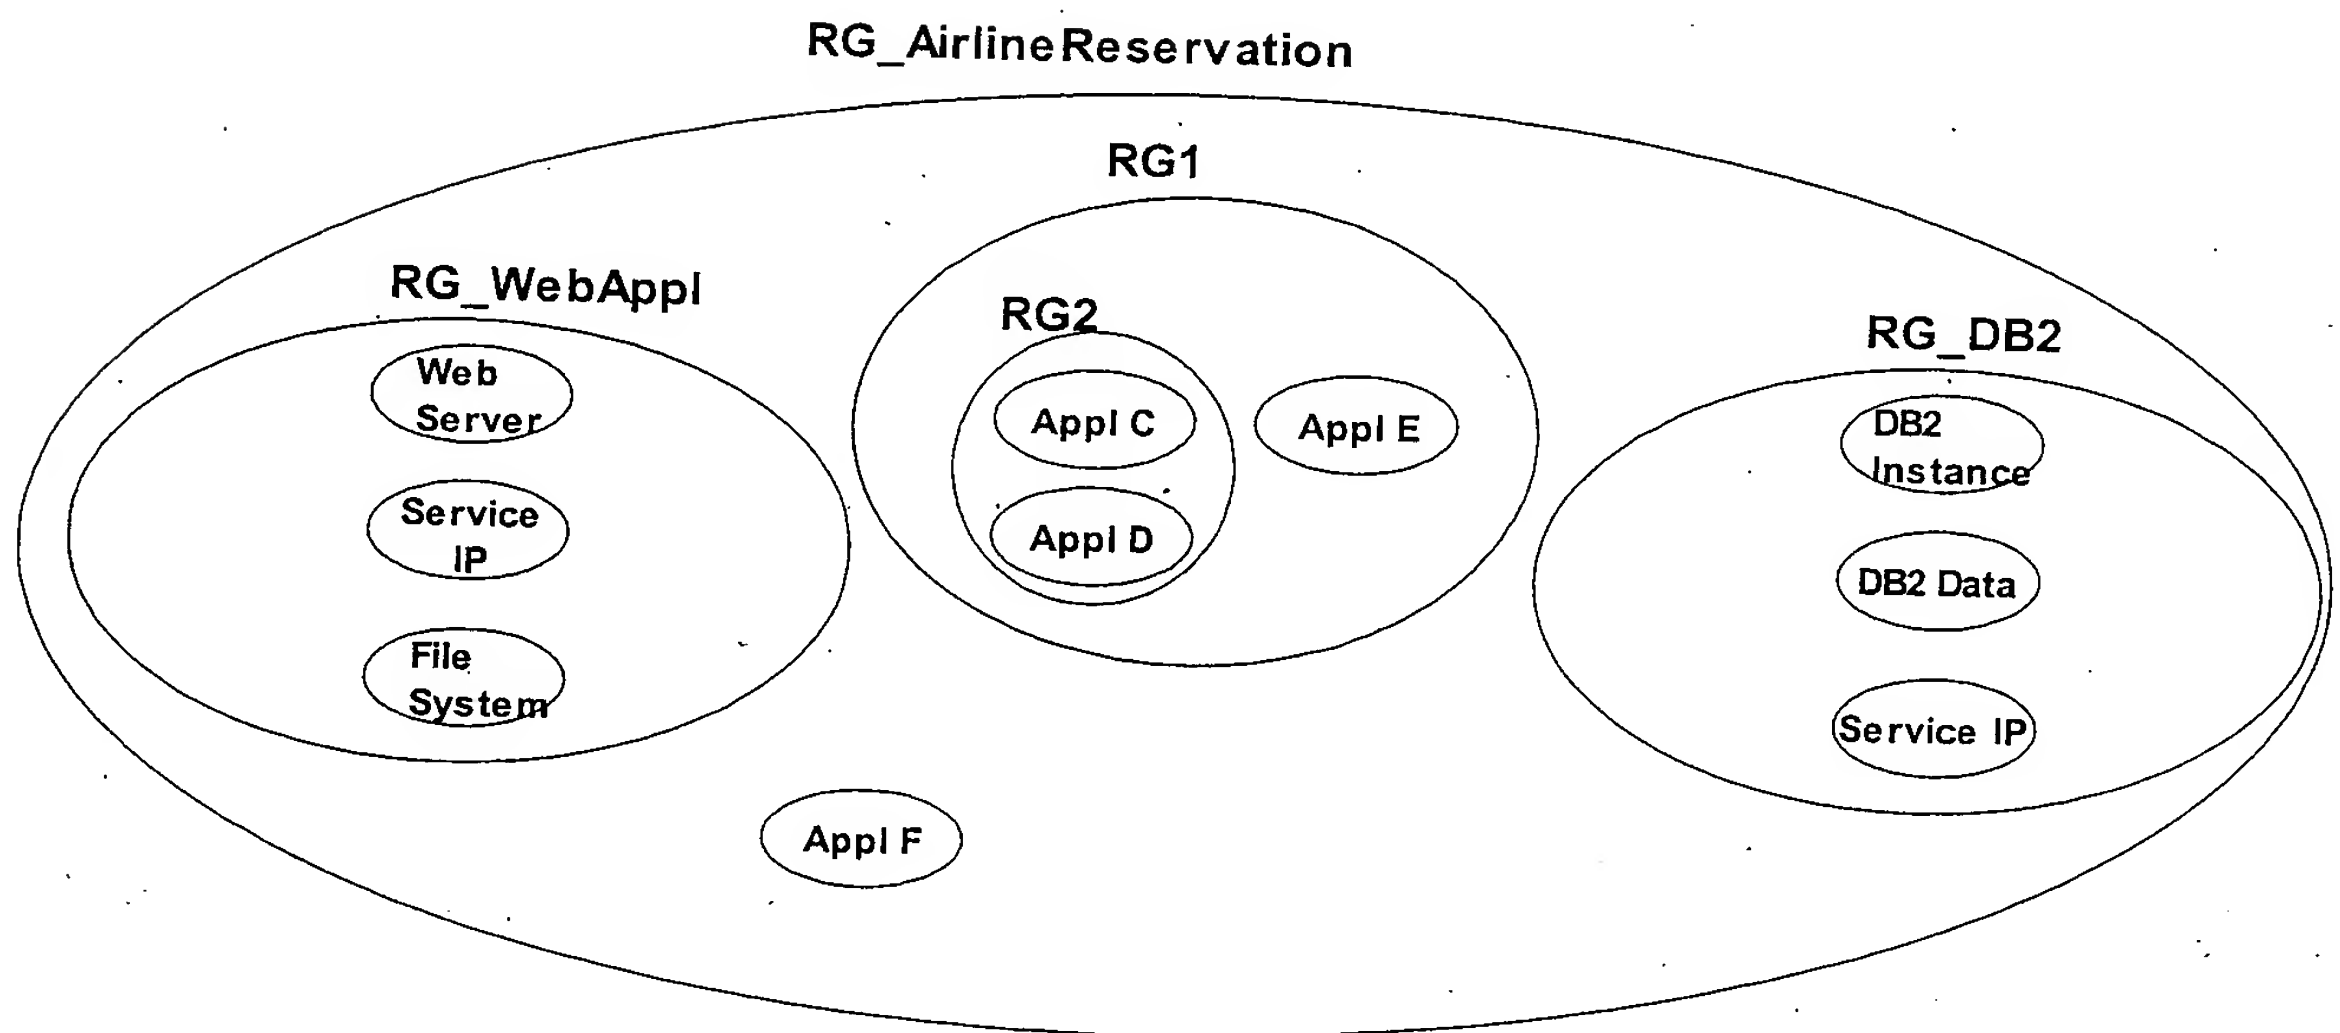 RG_AirlineReservation
RG1
RG_WebAppl
RG2
RG_DB2
Web
Server
Service
IP
File
System
Appl C
Appl D
Appl E
DB2
Instance
DB2 Data
Service IP
Appl F